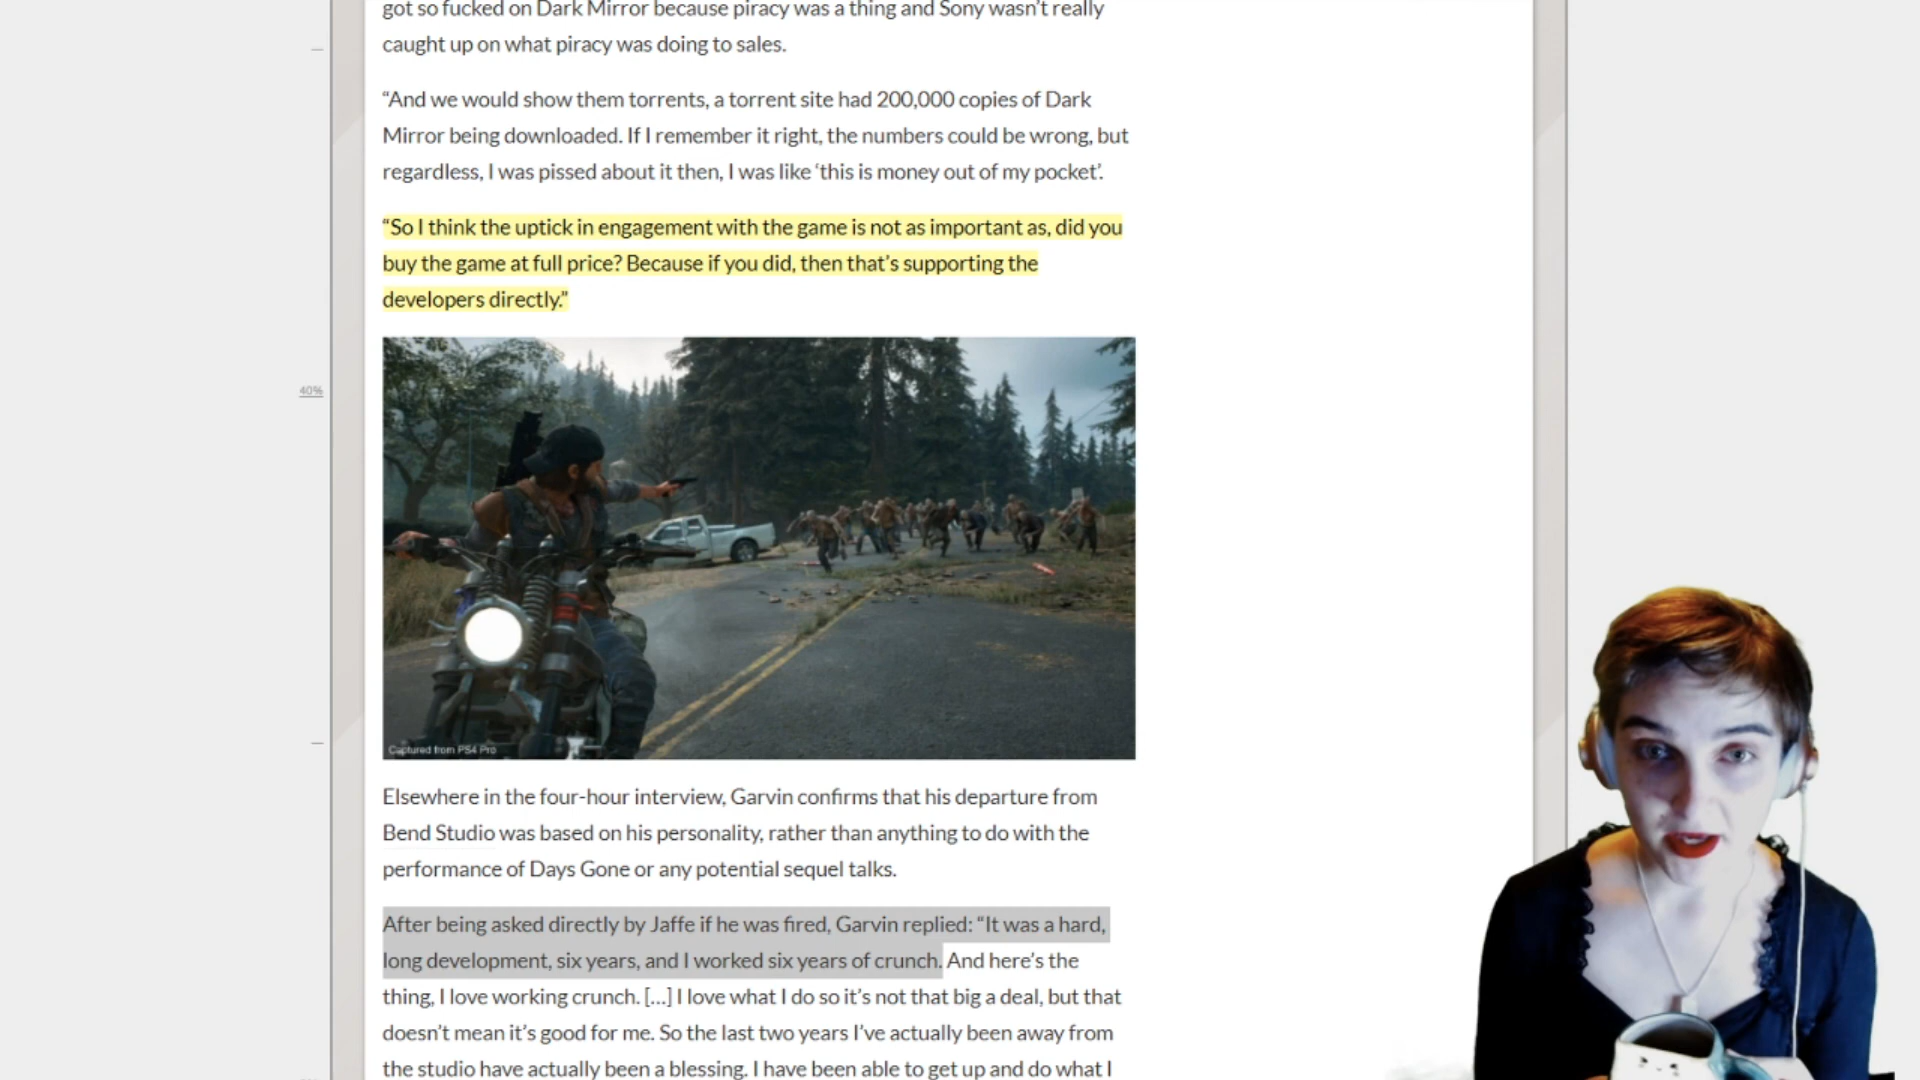 got so fucked on Dark Mirror because piracy was a thing and Sony wasn’t really
caught up on what piracy was doing to sales.
“And we would show them torrents, a torrent site had 200,000 copies of Dark
Mirror being downloaded. If I remember it right, the numbers could be wrong, but
regardless, I was pissed about it then, I was like ‘this is money out of my pocket’.
“So I think the uptick in engagement with the game is not as important as, did you
buy the game at full price? Because if you did, then that’s supporting the
developers directly.”
40%
Captured from PS4 Pro
Elsewhere in the four-hour interview, Garvin confirms that his departure from
Bend Studio was based on his personality, rather than anything to do with the
performance of Days Gone or any potential sequel talks.
After being asked directly by Jaffe if he was fired, Garvin replied: “It was a hard,
long development, six years, and I worked six years of crunch. And here’s the
thing, I love working crunch. [...] I love what I do so it’s not that big a deal, but that
doesn’t mean it’s good for me. So the last two years I’ve actually been away from
the studio have actually been a blessing. I have been able to get up and do what I